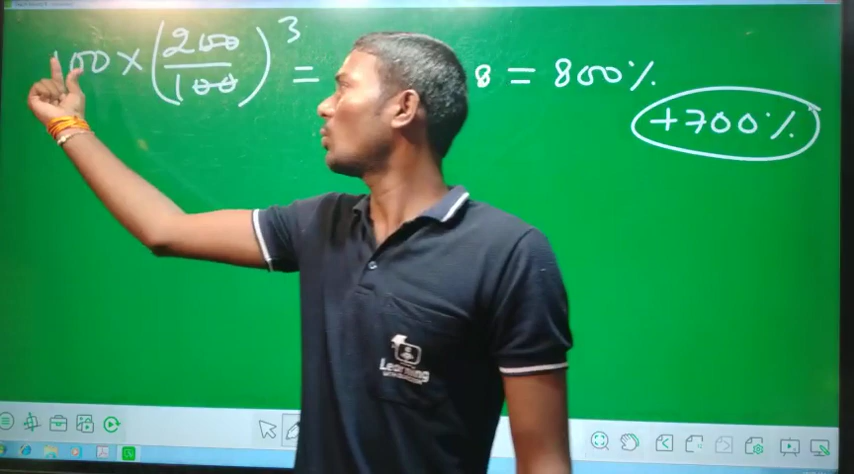 100 × (200/100)³ = 8 = 800%
+700%
Learning